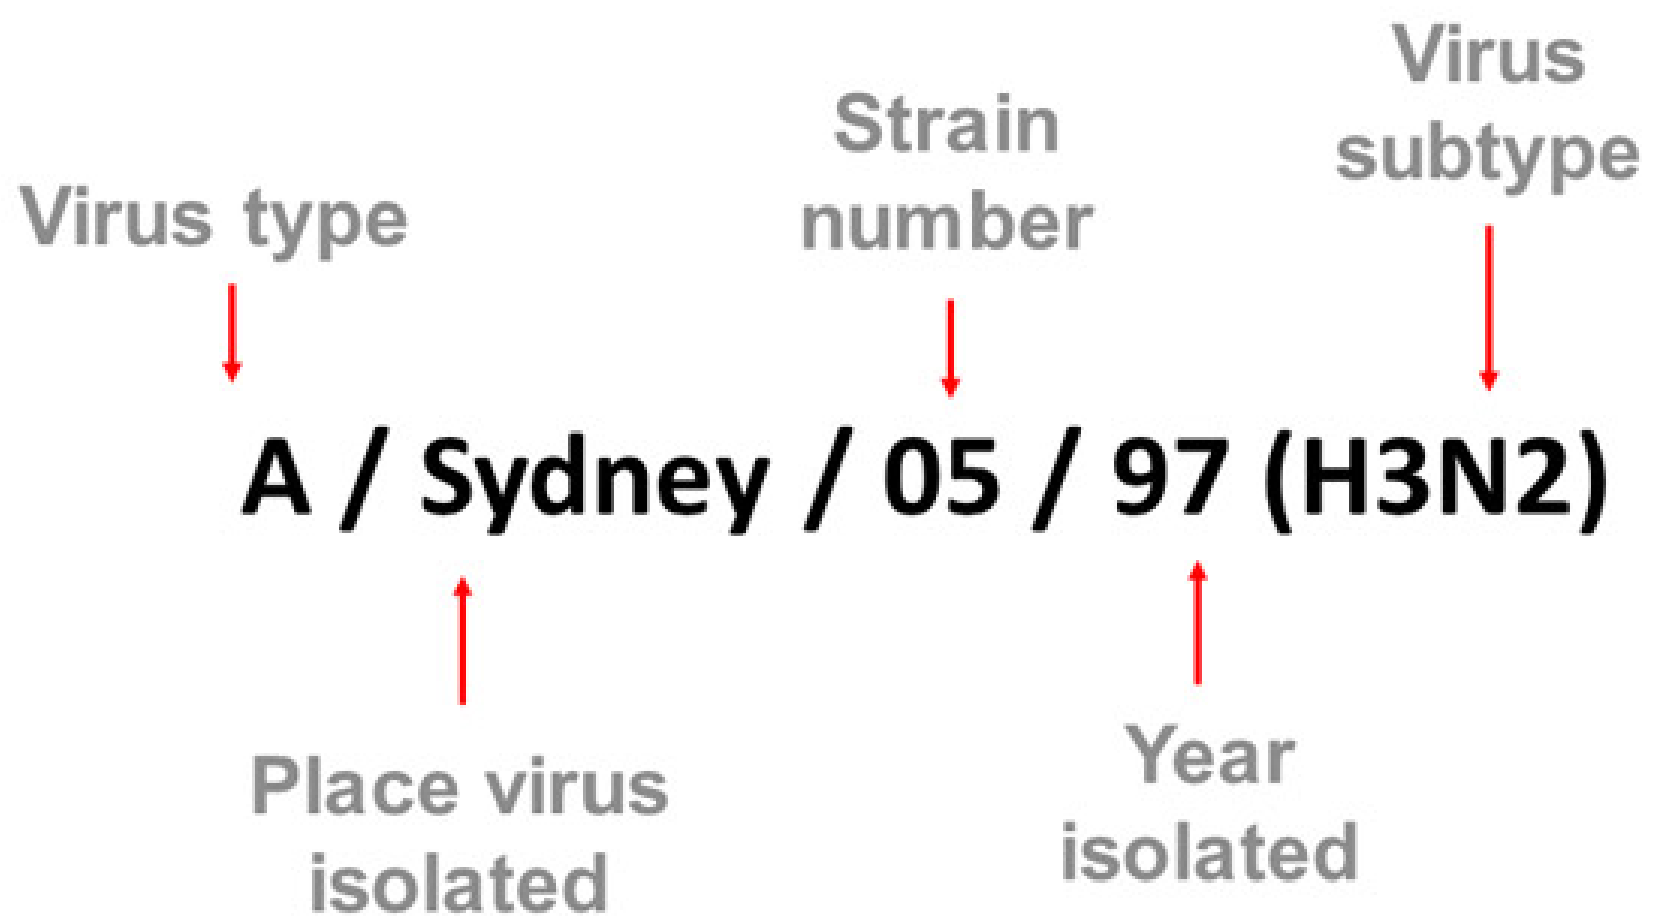 Virus
subtype
Strain
number
Virus type
A / Sydney / 05 / 97 (H3N2)
Place virus
isolated
Year
isolated